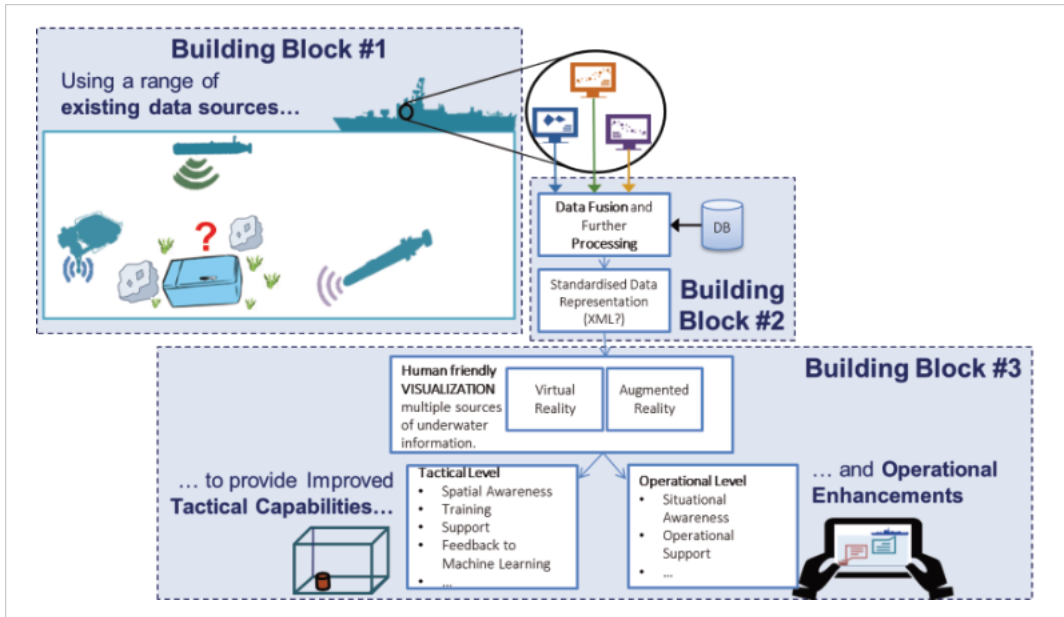 Building Block #1
Using a range of
existing data sources…
?
Data Fusion and
Further
Processing
DB
Standardised Data
Representation
(XML?)
Building
Block #2
Building Block #3
Human friendly
VISUALIZATION
multiple sources
of underwater
information.
Virtual
Reality
Augmented
Reality
… to provide Improved
Tactical Capabilities…
Tactical Level
• Spatial Awareness
• Training
• Support
• Feedback to
Machine Learning
• …
Operational Level
• Situational
Awareness
• Operational
Support
• …
… and Operational
Enhancements